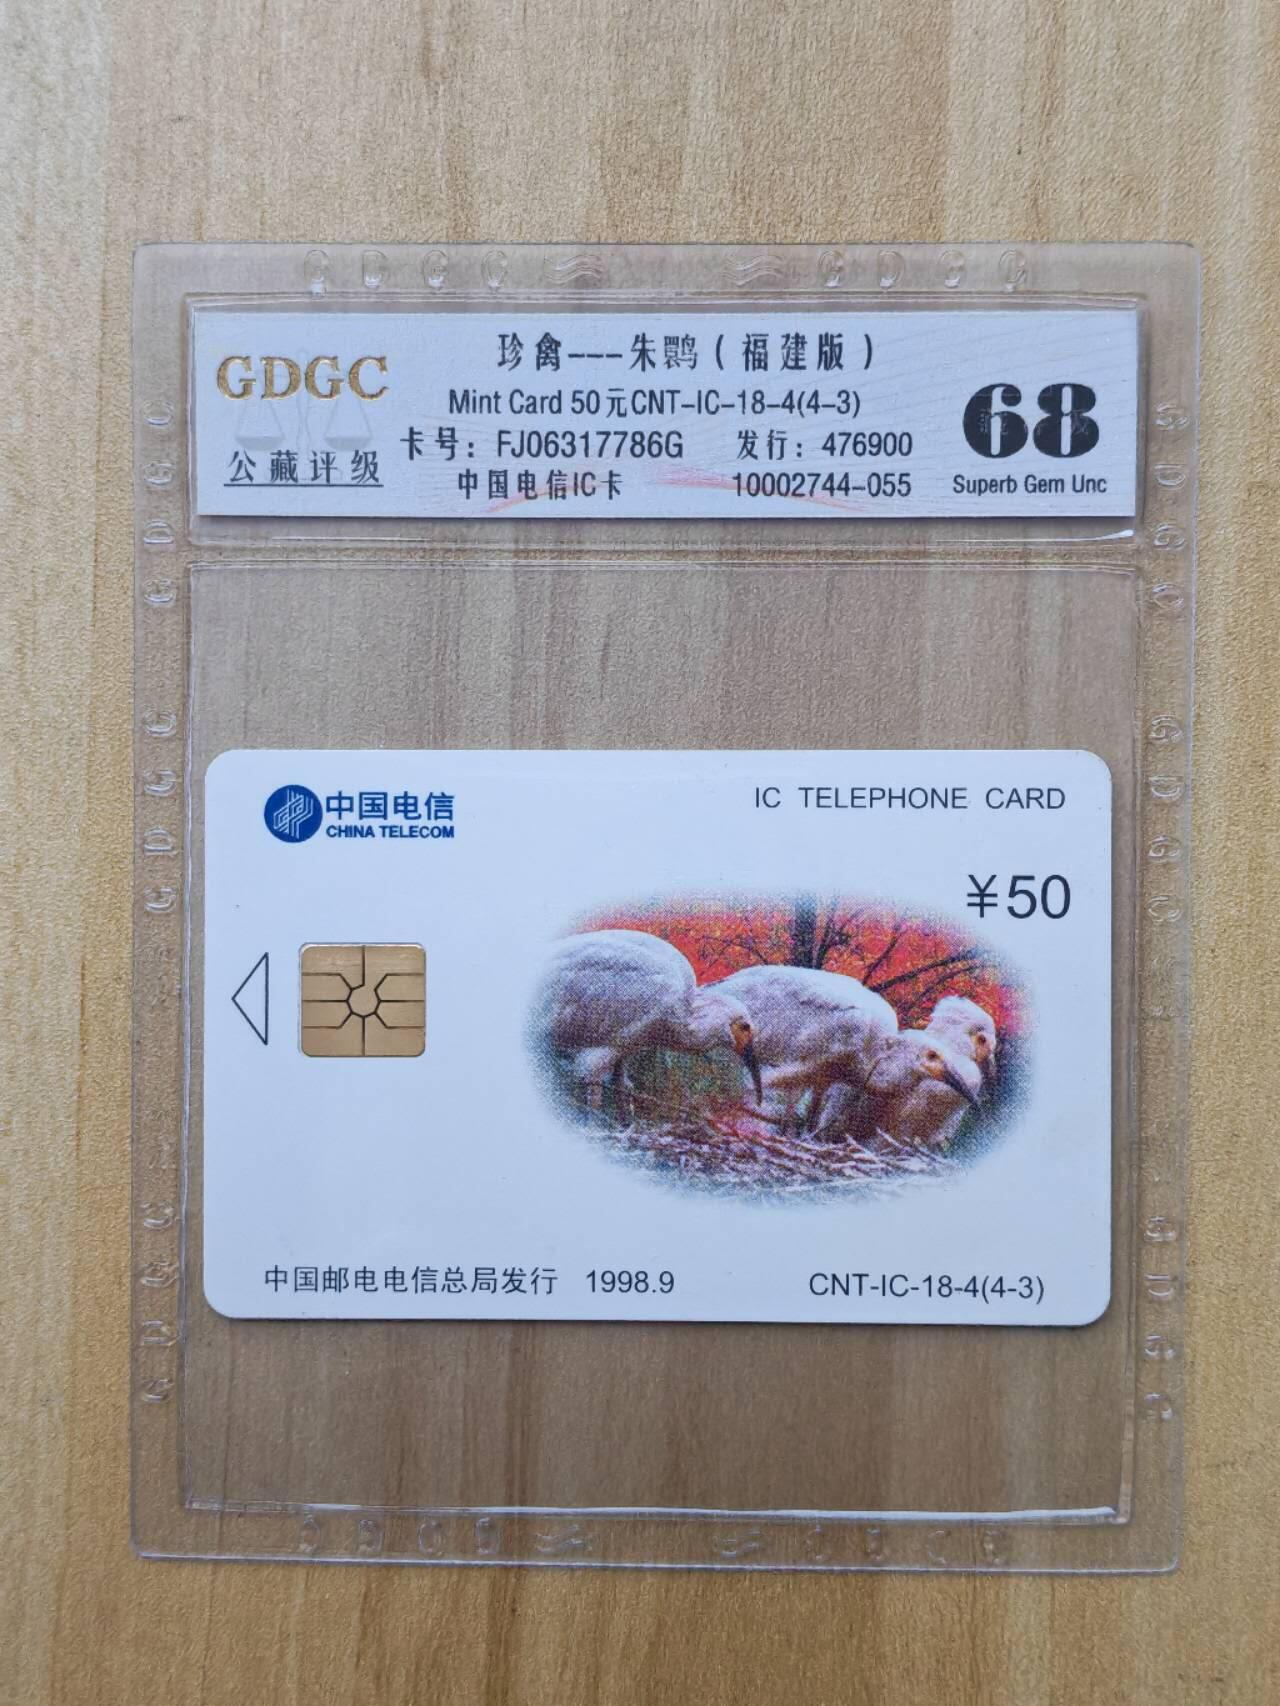 GDGC
公藏评级
珍禽---朱鹮(福建版)
Mint Card 50元CNT-IC-18-4(4-3)
卡号：FJ06317786G 发行：476900
中国电信IC卡 10002744-055
68
Superb Gem Unc
中国电信
CHINA TELECOM
IC TELEPHONE CARD
¥50
中国邮电电信总局发行 1998.9
CNT-IC-18-4(4-3)